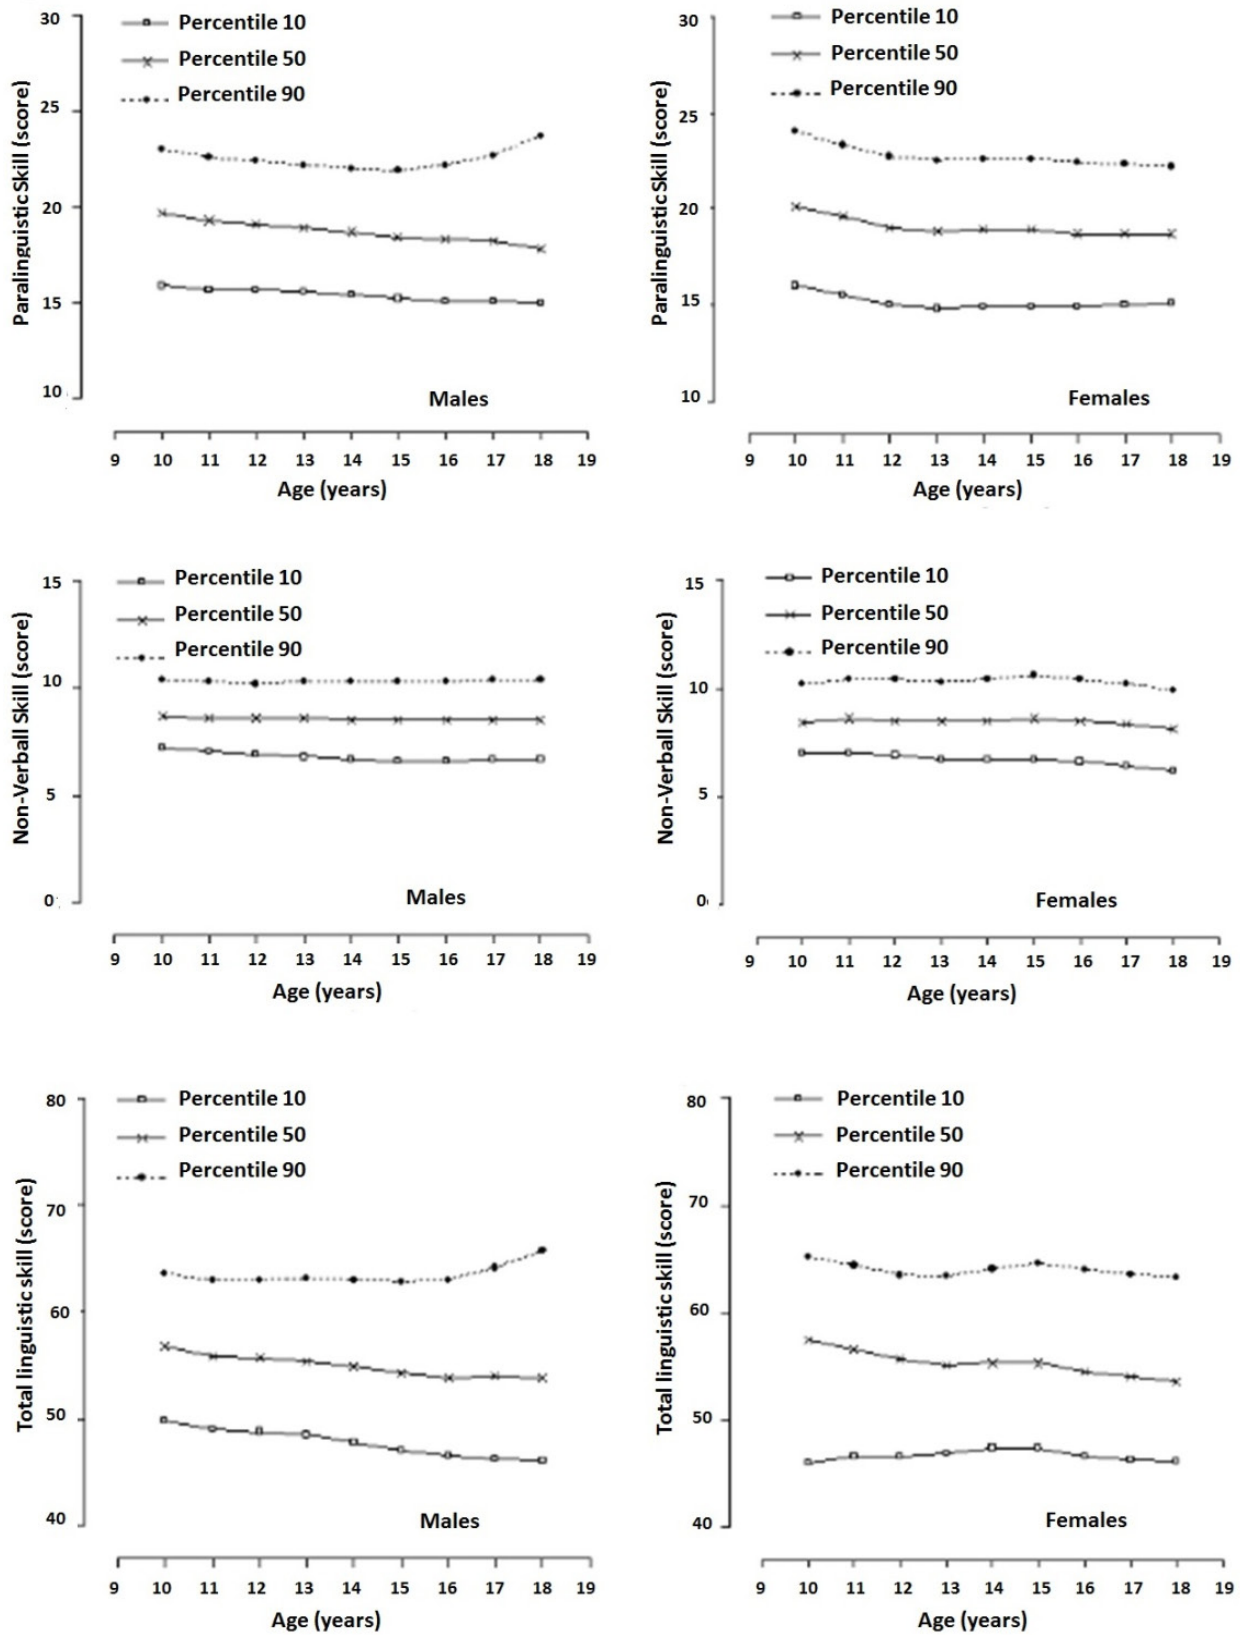 30
Percentile 10
Percentile 50
Percentile 90
25
20
15
10
Paralinguistic Skill (score)
Males
9 10 11 12 13 14 15 16 17 18 19
Age (years)
30
Percentile 10
Percentile 50
Percentile 90
25
20
15
10
Paralinguistic Skill (score)
Females
9 10 11 12 13 14 15 16 17 18 19
Age (years)
15
Percentile 10
Percentile 50
Percentile 90
10
5
0
Non-Verball Skill (score)
Males
9 10 11 12 13 14 15 16 17 18 19
Age (years)
15
Percentile 10
Percentile 50
Percentile 90
10
5
0
Non-Verball Skill (score)
Females
9 10 11 12 13 14 15 16 17 18 19
Age (years)
80
Percentile 10
Percentile 50
Percentile 90
70
60
50
40
Total linguistic skill (score)
Males
9 10 11 12 13 14 15 16 17 18 19
Age (years)
80
Percentile 10
Percentile 50
Percentile 90
70
60
50
40
Total linguistic skill (score)
Females
9 10 11 12 13 14 15 16 17 18 19
Age (years)